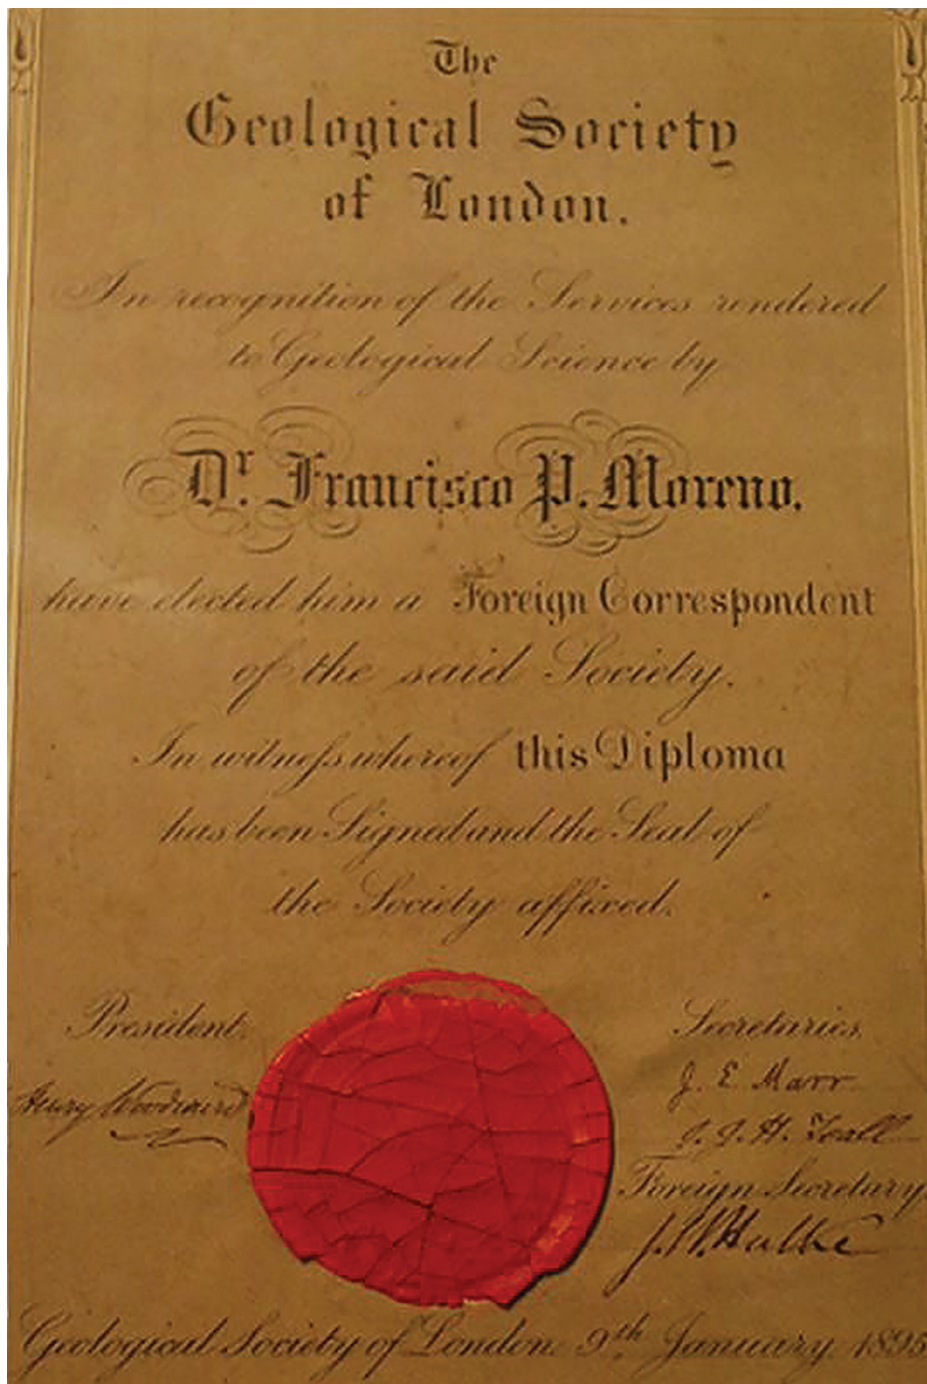 The
Geological Society
of London.
In recognition of the Services rendered
to Geological Science by
Dr. Francisco P. Moreno.
have elected him a Foreign Correspondent
of the said Society.
In witness whereof this Diploma
has been Signed and the Seal of
the Society affixed.
President.
Henry Woodward
Secretaries.
J. E. Marr
J. J. H. Teall
Foreign Secretary
J. W. Hulke
Geological Society of London 9th January 1895